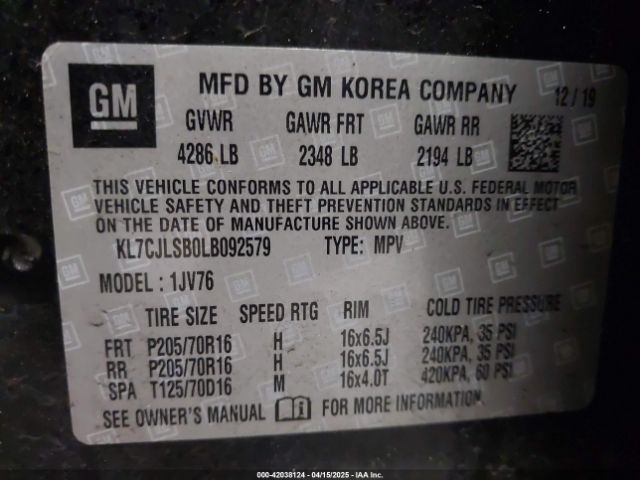 GM MFD BY GM KOREA COMPANY 12/19
GVWR GAWR FRT GAWR RR
4286 LB 2348 LB 2194 LB
THIS VEHICLE CONFORMS TO ALL APPLICABLE U.S. FEDERAL MOTOR
VEHICLE SAFETY AND THEFT PREVENTION STANDARDS IN EFFECT ON
THE DATE OF MANUFACTURE SHOWN ABOVE.
KL7CJLSB0LB092579 TYPE: MPV
MODEL: 1JV76
TIRE SIZE SPEED RTG RIM COLD TIRE PRESSURE
FRT P205/70R16 H 16x6.5J 240KPA, 35 PSI
RR P205/70R16 H 16x6.5J 240KPA, 35 PSI
SPA T125/70D16 M 16x4.0T 420KPA, 60 PSI
SEE OWNER'S MANUAL FOR MORE INFORMATION
000-42038124 - 04/15/2025 - IAA Inc.